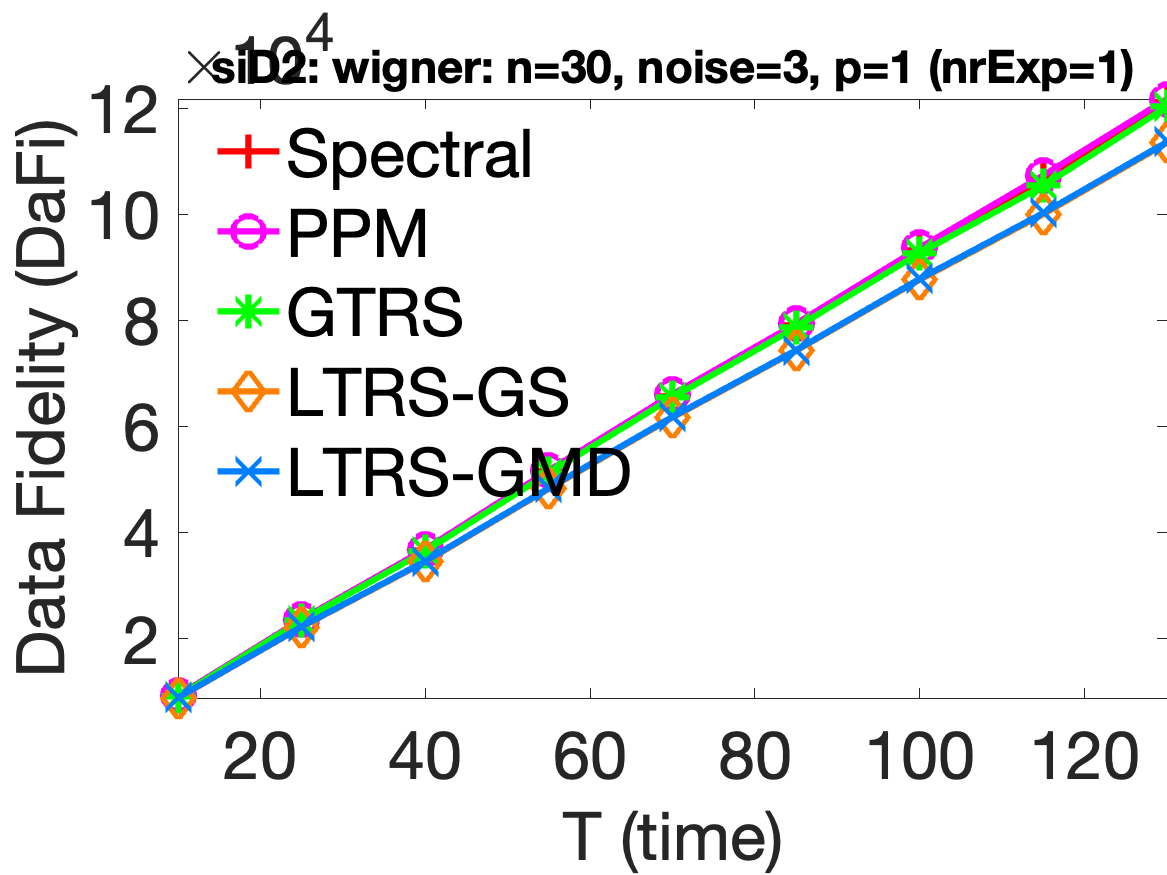 ×10^4
siD2: wigner: n=30, noise=3, p=1 (nrExp=1)
Data Fidelity (DaFi)
12
10
8
6
4
2
Spectral
PPM
GTRS
LTRS-GS
LTRS-GMD
20 40 60 80 100 120
T (time)